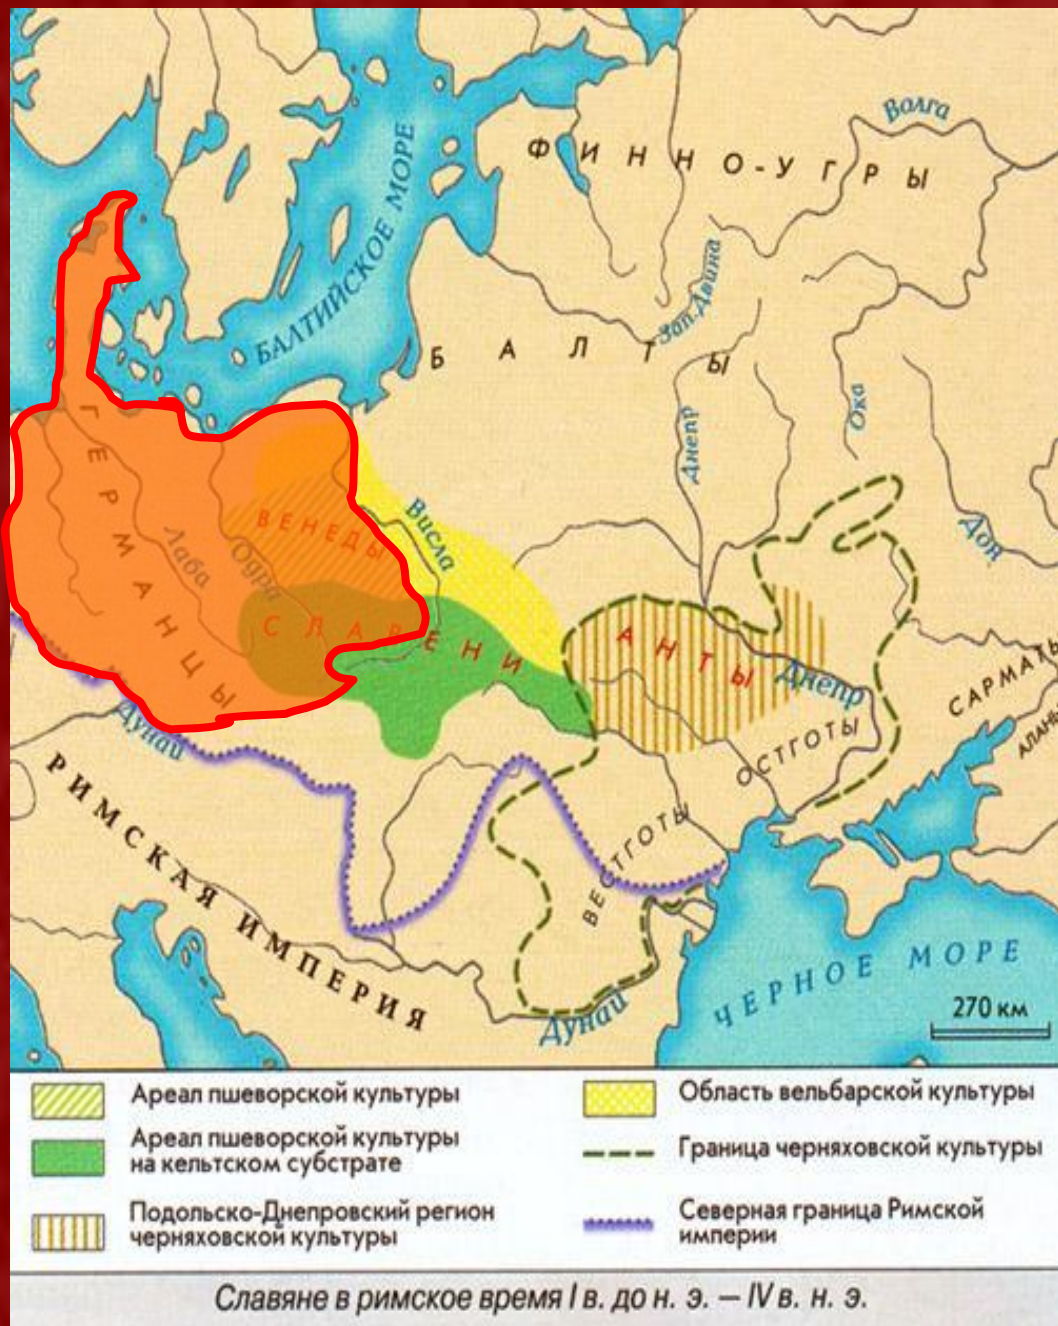 Волга
ФИННО-УГРЫ
БАЛТИЙСКОЕ МОРЕ
Зап. Двина
БАЛТЫ
Днепр
Ока
Дон
ГЕРМАНЦЫ
Лаба
Одра
Висла
ВЕНЕДЫ
СЛАВЕНИ
АНТЫ
Днепр
САРМАТЫ
АЛАНЫ
ОСТГОТЫ
ВЕСТГОТЫ
Дунай
РИМСКАЯ ИМПЕРИЯ
Дунай
ЧЕРНОЕ МОРЕ
270 км
Ареал пшеворской культуры
Ареал пшеворской культуры
на кельтском субстрате
Подольско-Днепровский регион
черняховской культуры
Область вельбарской культуры
Граница черняховской культуры
Северная граница Римской
империи
Славяне в римское время I в. до н. э. — IV в. н. э.